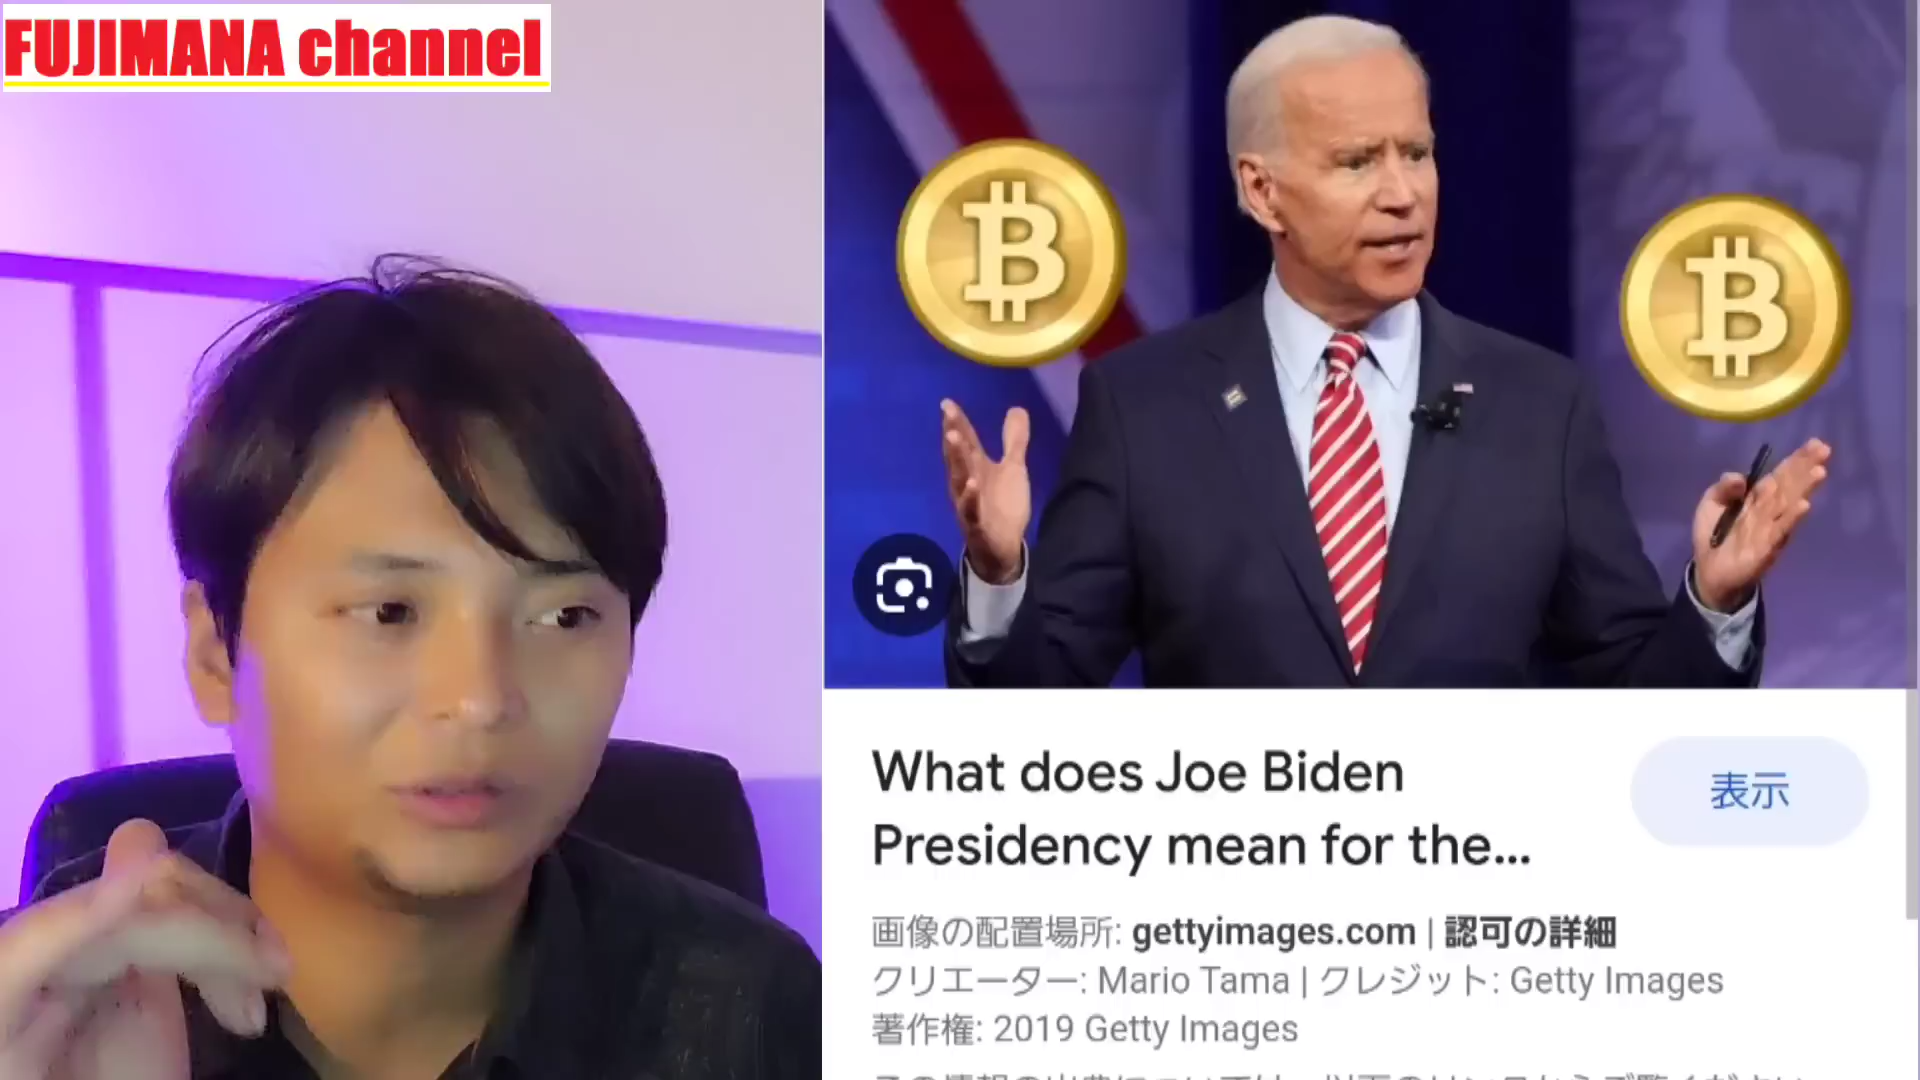 FUJIMANA channel
What does Joe Biden
Presidency mean for the...
表示
画像の配置場所: gettyimages.com | 認可の詳細
クリエーター: Mario Tama | クレジット: Getty Images
著作権: 2019 Getty Images